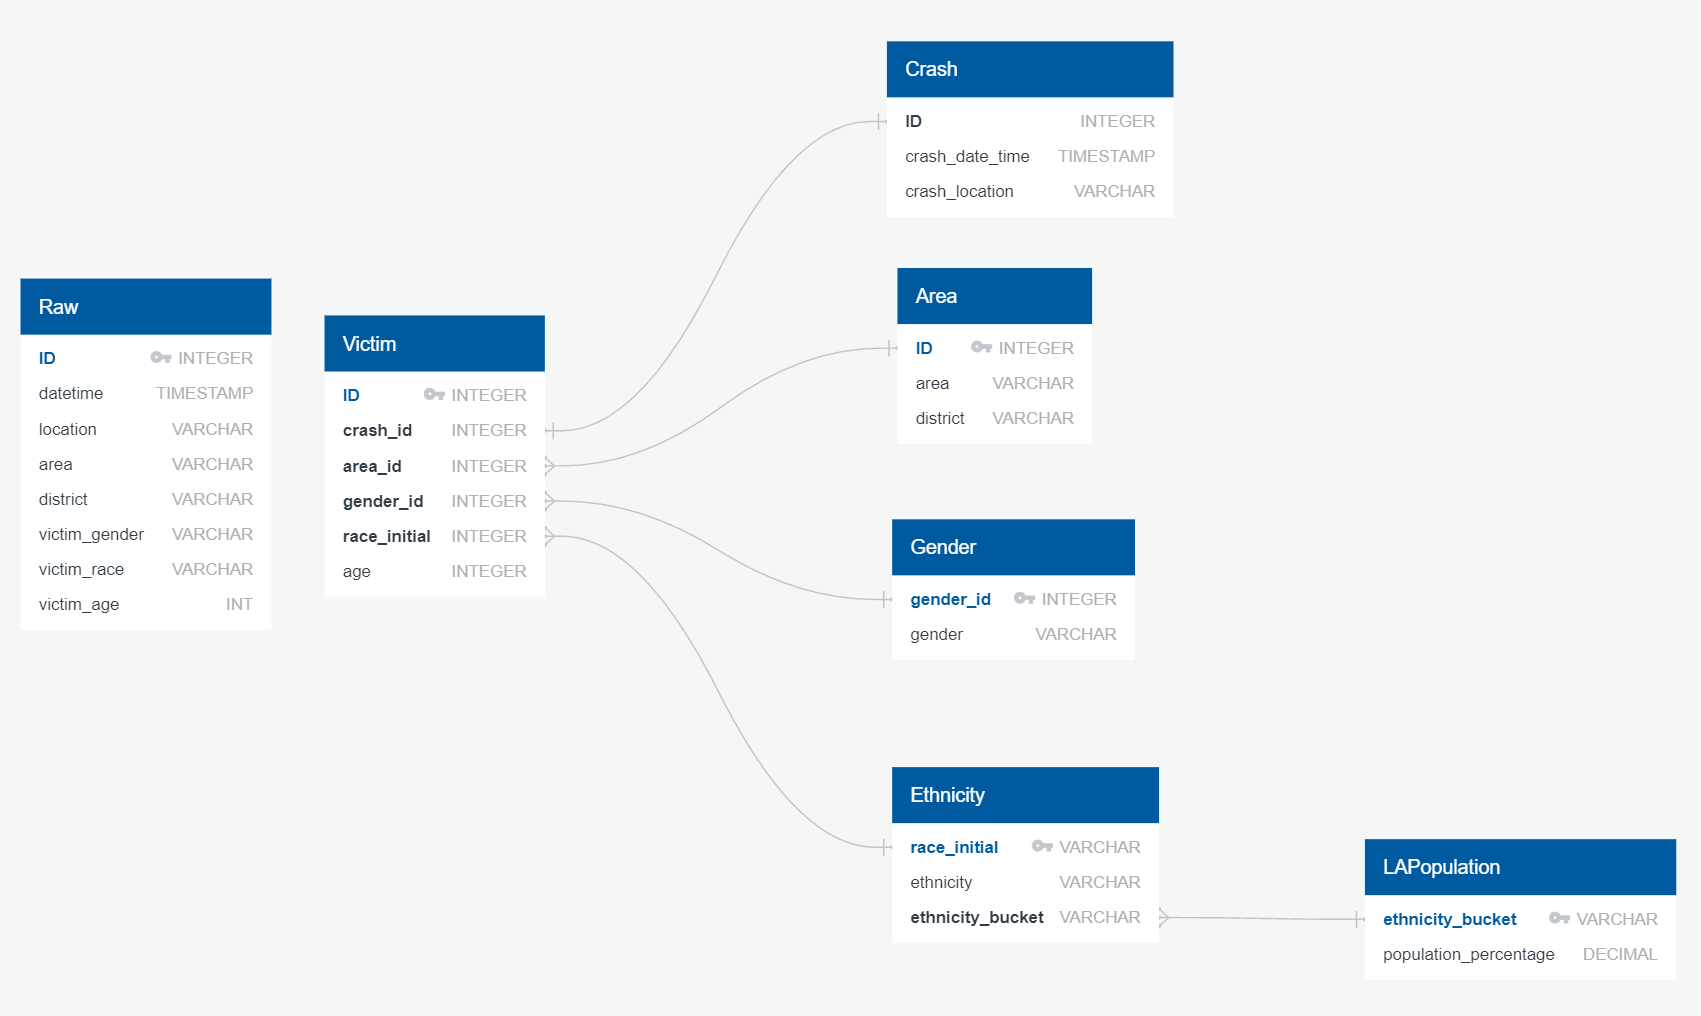 Raw
ID INTEGER
datetime TIMESTAMP
location VARCHAR
area VARCHAR
district VARCHAR
victim_gender VARCHAR
victim_race VARCHAR
victim_age INT
Victim
ID INTEGER
crash_id INTEGER
area_id INTEGER
gender_id INTEGER
race_initial INTEGER
age INTEGER
Crash
ID INTEGER
crash_date_time TIMESTAMP
crash_location VARCHAR
Area
ID INTEGER
area VARCHAR
district VARCHAR
Gender
gender_id INTEGER
gender VARCHAR
Ethnicity
race_initial VARCHAR
ethnicity VARCHAR
ethnicity_bucket VARCHAR
LAPopulation
ethnicity_bucket VARCHAR
population_percentage DECIMAL